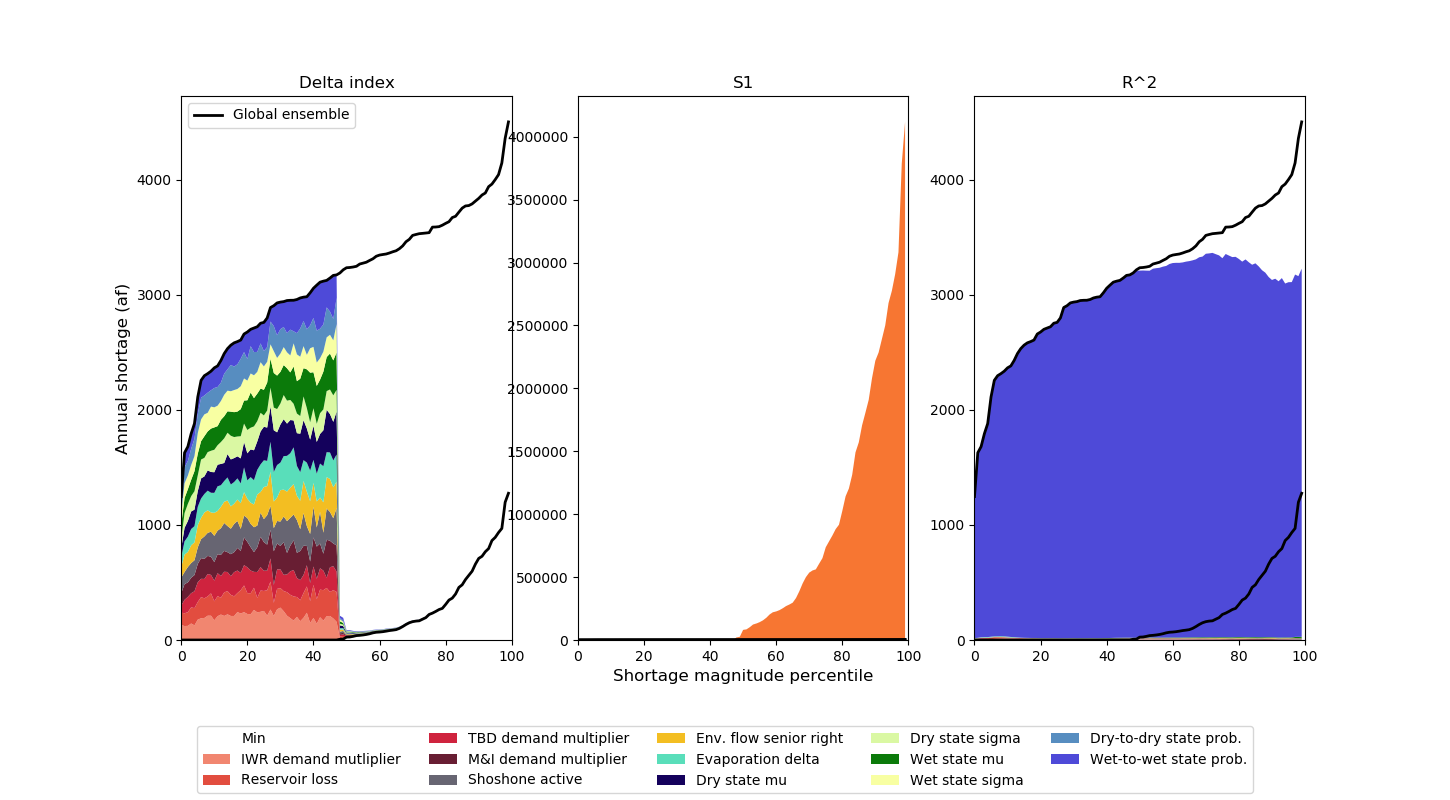 Delta index
S1
R^2
Global ensemble
Annual shortage (af)
4000
3000
2000
1000
0
0 20 40 60 80 100
4000000
3500000
3000000
2500000
2000000
1500000
1000000
500000
0
0 20 40 60 80 100
Shortage magnitude percentile
4000
3000
2000
1000
0
0 20 40 60 80 100
Min
IWR demand mutliplier
Reservoir loss
TBD demand multiplier
M&I demand multiplier
Shoshone active
Env. flow senior right
Evaporation delta
Dry state mu
Dry state sigma
Wet state mu
Wet state sigma
Dry-to-dry state prob.
Wet-to-wet state prob.